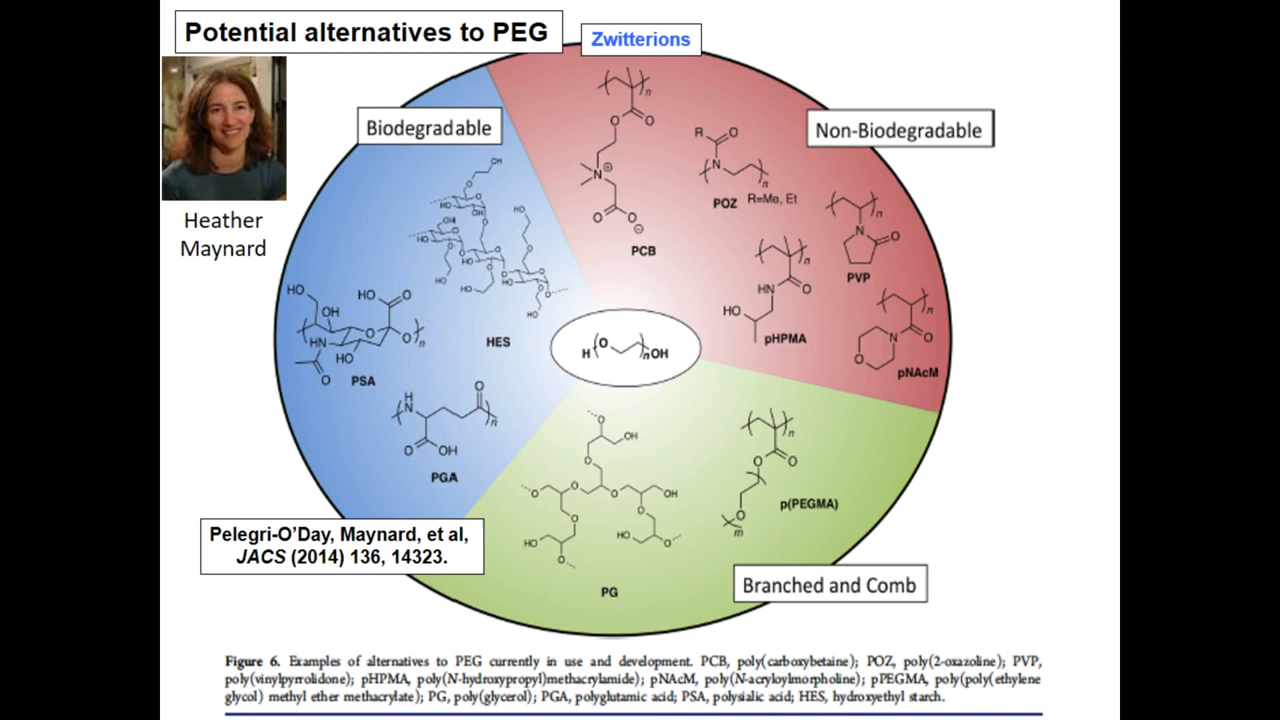 Potential alternatives to PEG
Zwitterions
Heather
Maynard
Biodegradable
Non-Biodegradable
PCB
POZ
R=Me, Et
PVP
pHPMA
pNAcM
HES
PSA
PGA
H(O)nOH
PG
p(PEGMA)
Branched and Comb
Pelegri-O'Day, Maynard, et al,
JACS (2014) 136, 14323.
Figure 6. Examples of alternatives to PEG currently in use and development. PCB, poly(carboxybetaine); POZ, poly(2-oxazoline); PVP,
poly(vinylpyrrolidone); pHPMA, poly(N-hydroxypropyl)methacrylamide); pNAcM, poly(N-acryloylmorpholine); pPEGMA, poly(poly(ethylene
glycol) methyl ether methacrylate); PG, poly(glycerol); PGA, polyglutamic acid; PSA, polysialic acid; HES, hydroxyethyl starch.